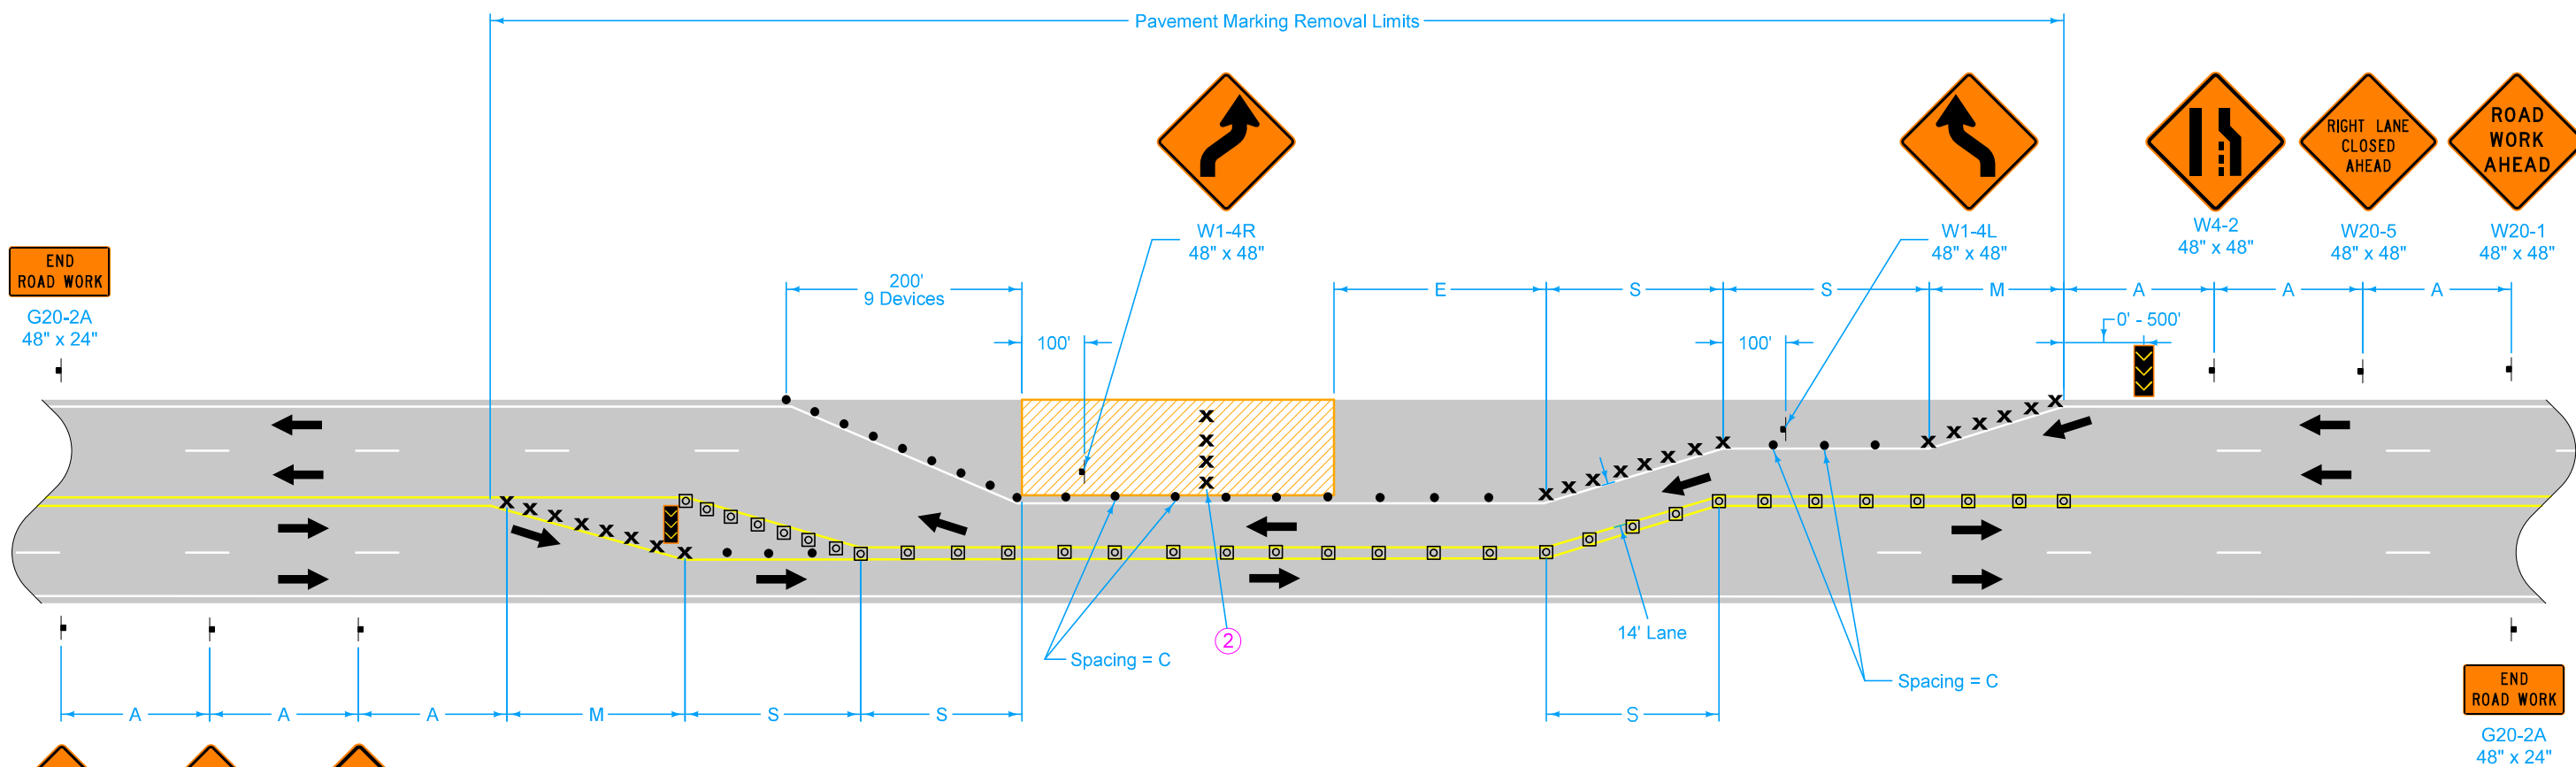 Pavement Marking Removal Limits
RIGHT LANE
CLOSED
AHEAD
ROAD
WORK
AHEAD
W1-4R
48" x 48"
W1-4L
48" x 48"
W4-2
48" x 48"
W20-5
48" x 48"
W20-1
48" x 48"
END
ROAD WORK
G20-2A
48" x 24"
200'
9 Devices
E
S
S
M
A
A
A
100'
100'
0' - 500'
14' Lane
2
Spacing = C
Spacing = C
A
A
A
M
S
S
S
END
ROAD WORK
G20-2A
48" x 24"